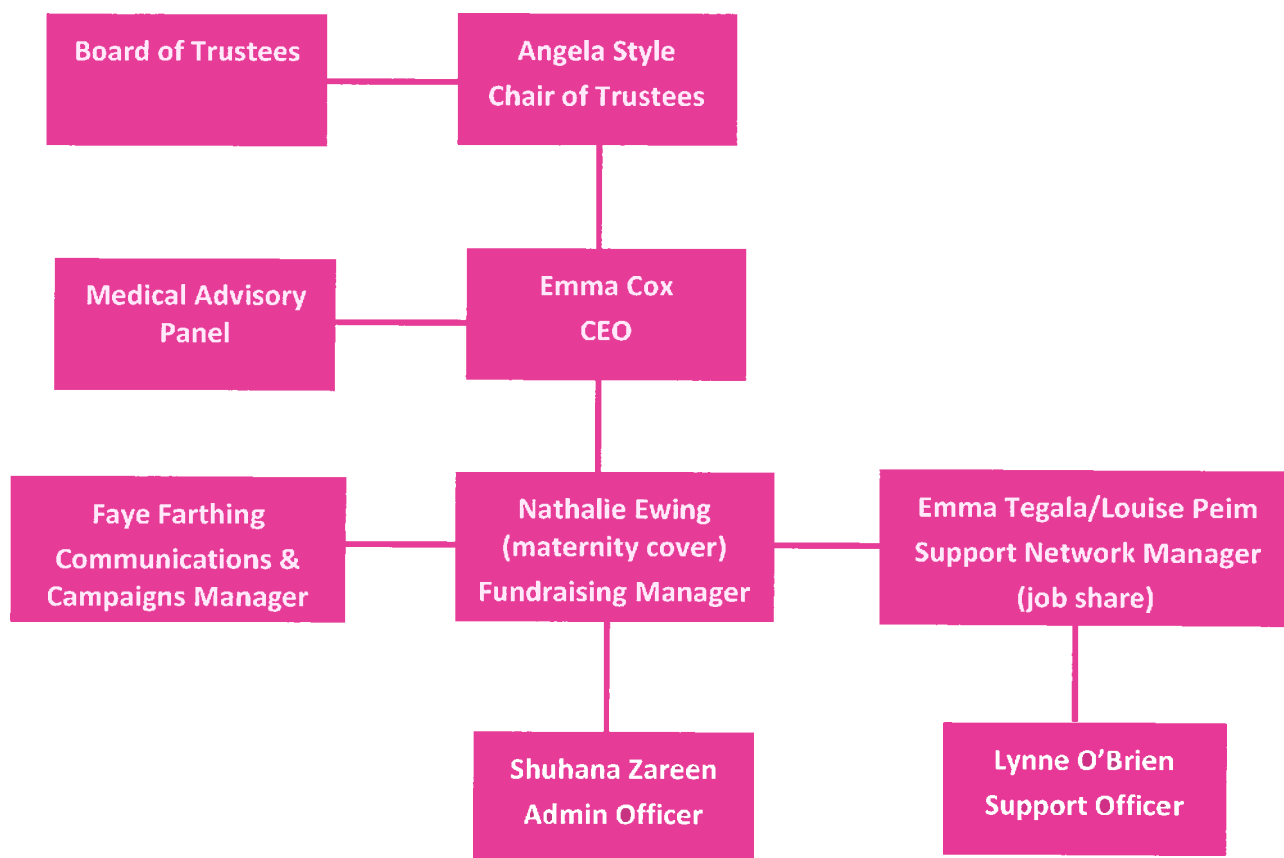 Board of Trustees
Angela Style
Chair of Trustees
Medical Advisory
Panel
Emma Cox
CEO
Faye Farthing
Communications &
Campaigns Manager
Nathalie Ewing
(maternity cover)
Fundraising Manager
Emma Tegala/Louise Peim
Support Network Manager
(job share)
Shuhana Zareen
Admin Officer
Lynne O’Brien
Support Officer